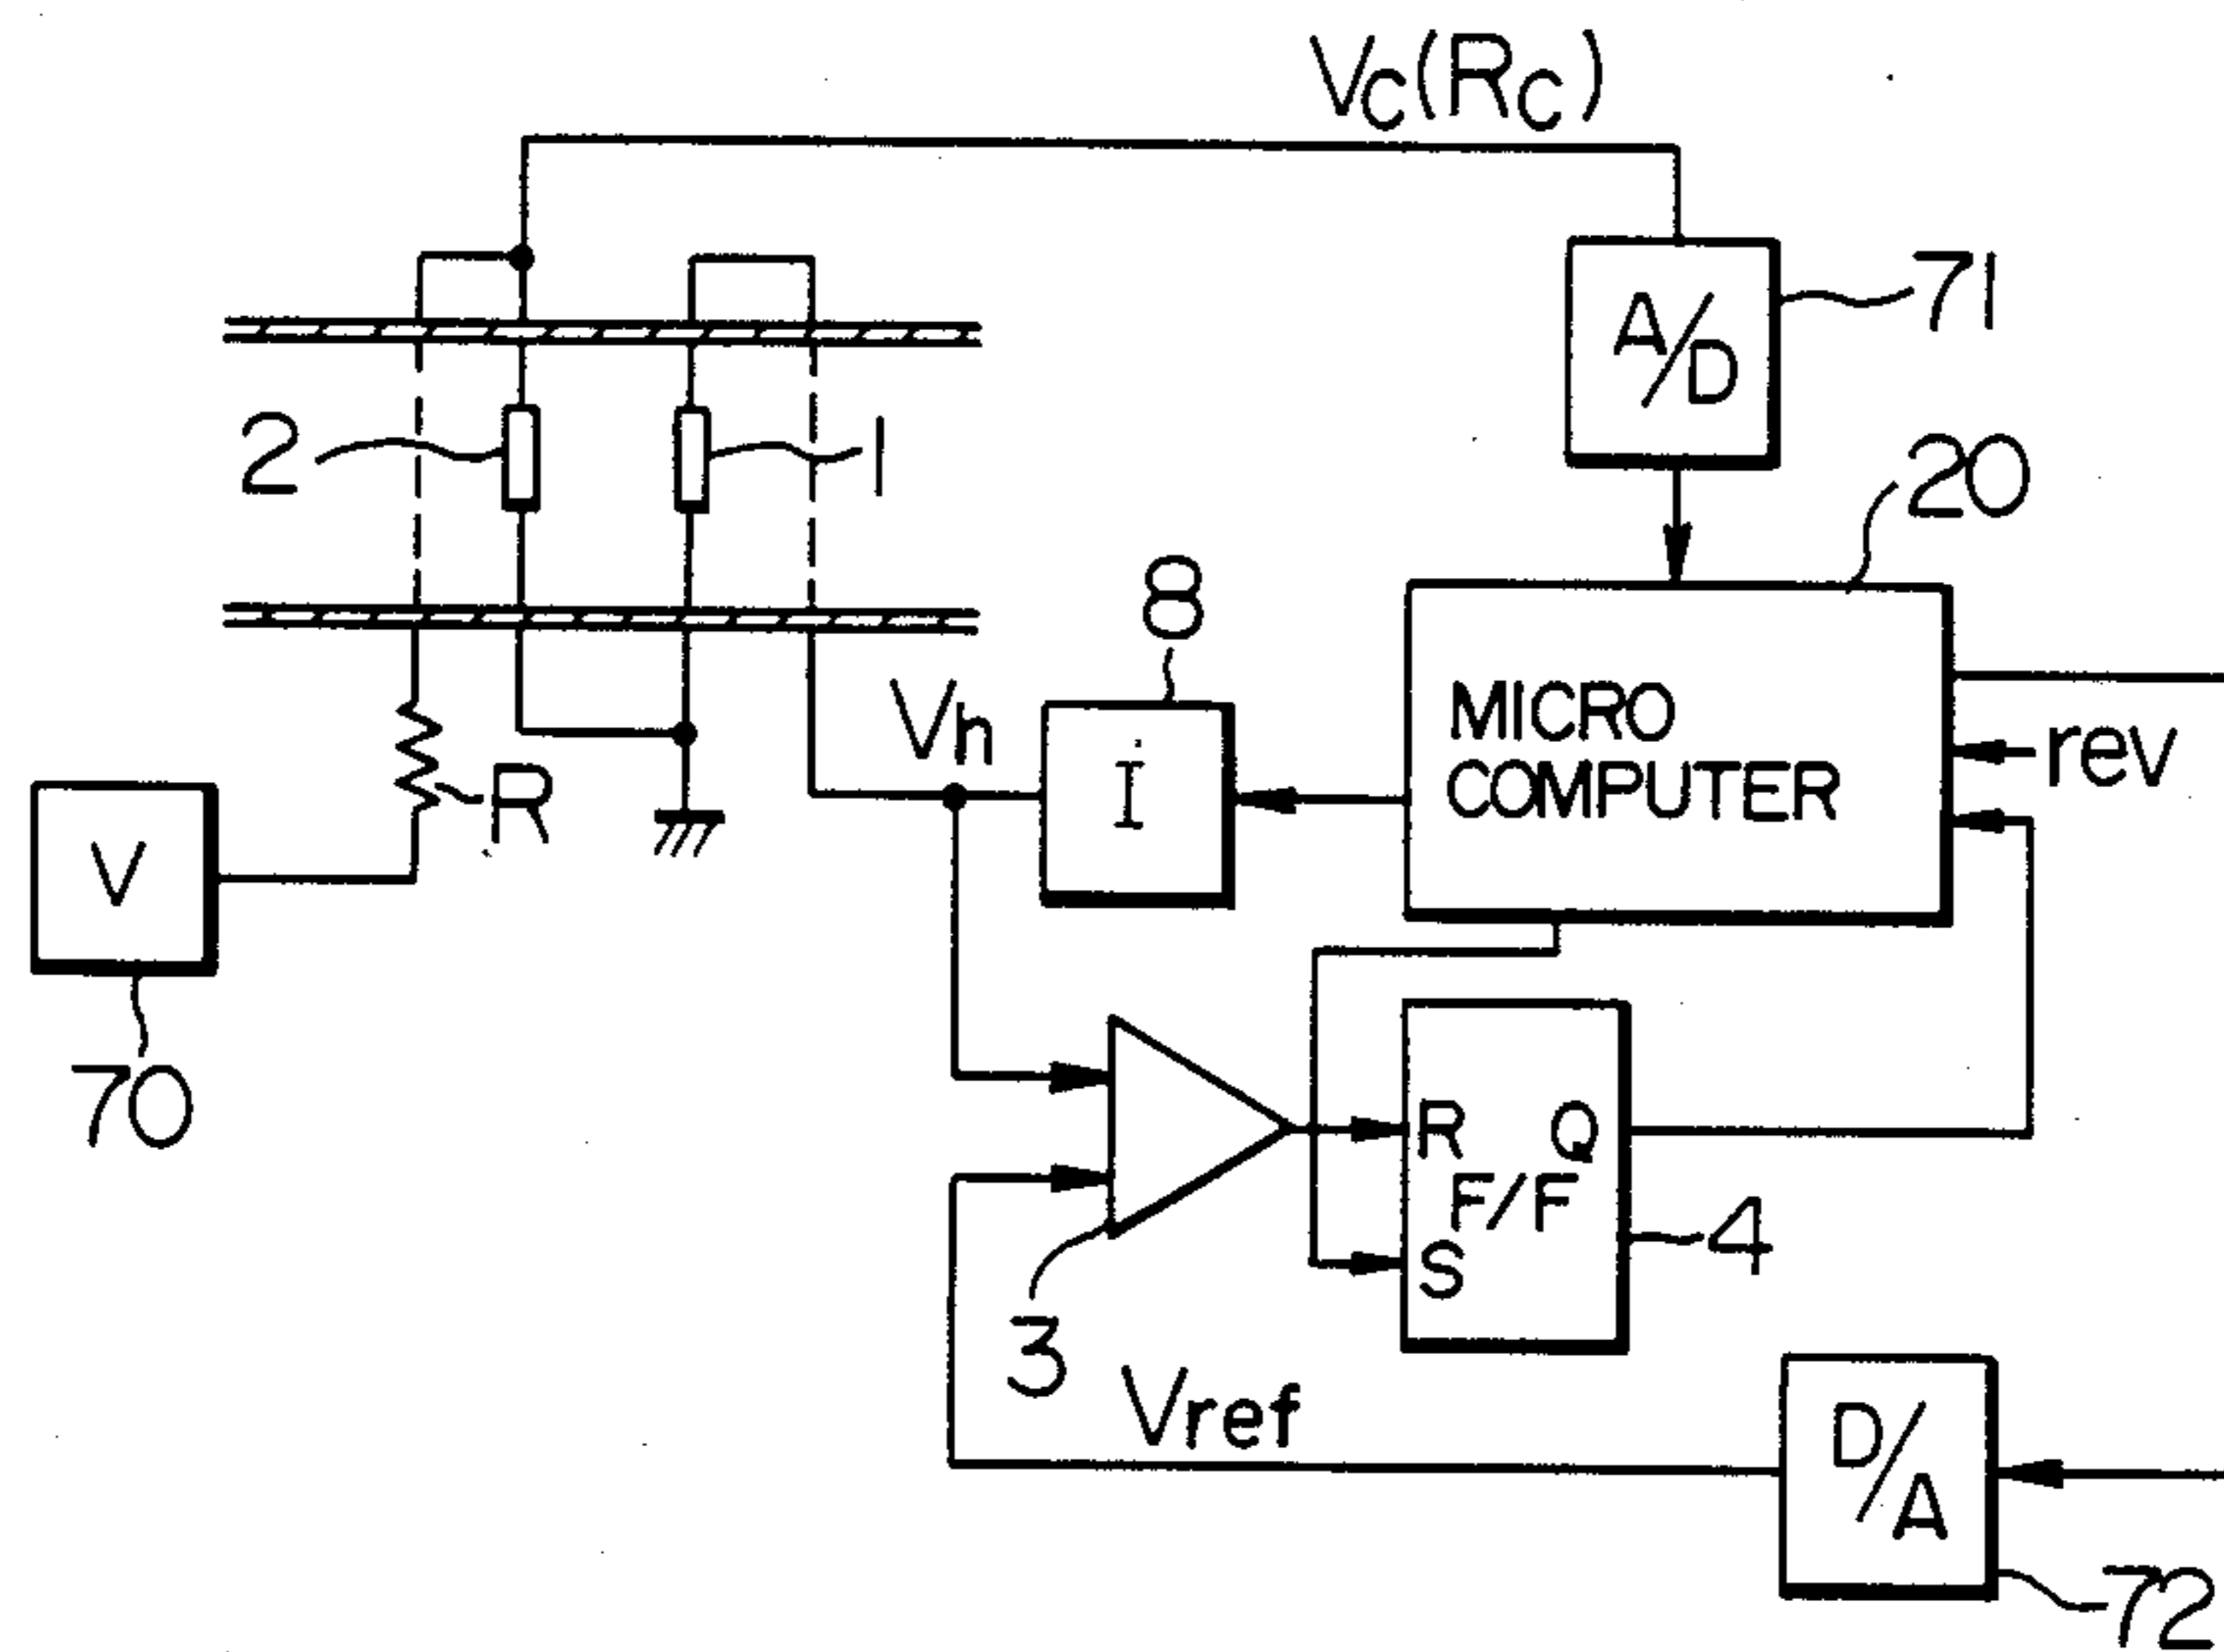 Vc(Rc)
71
A/D
2
1
20
8
Vh
I
MICRO
COMPUTER
rev
R
V
70
R
Q
F/F
S
4
3
Vref
D/A
72